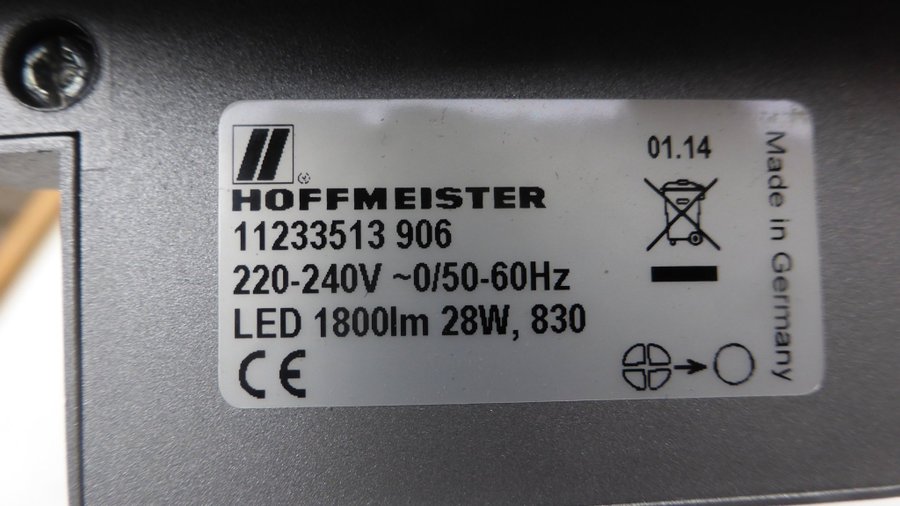 HOFFMEISTER
11233513 906
220-240V ~0/50-60Hz
LED 1800lm 28W, 830
CE
01.14
Made in Germany